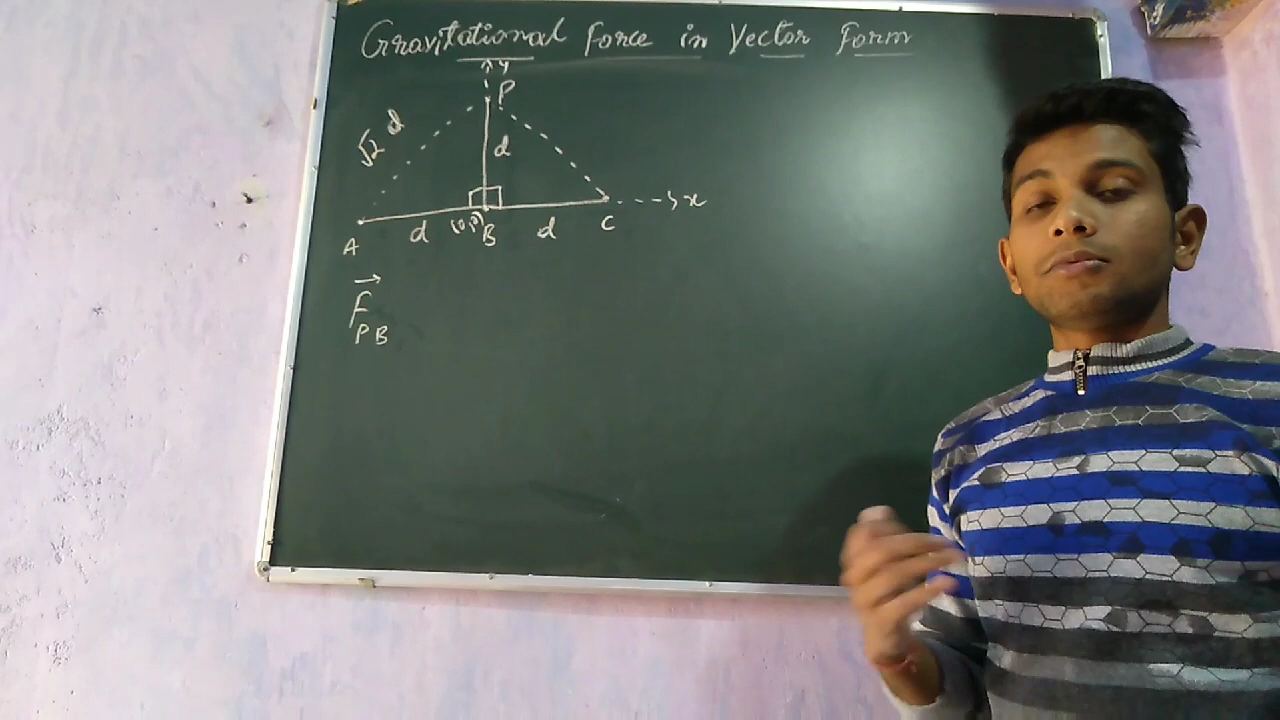 Gravitational force in Vector form
y
P
√2 d
d
x
A d (0,0) B d C
→
F
PB